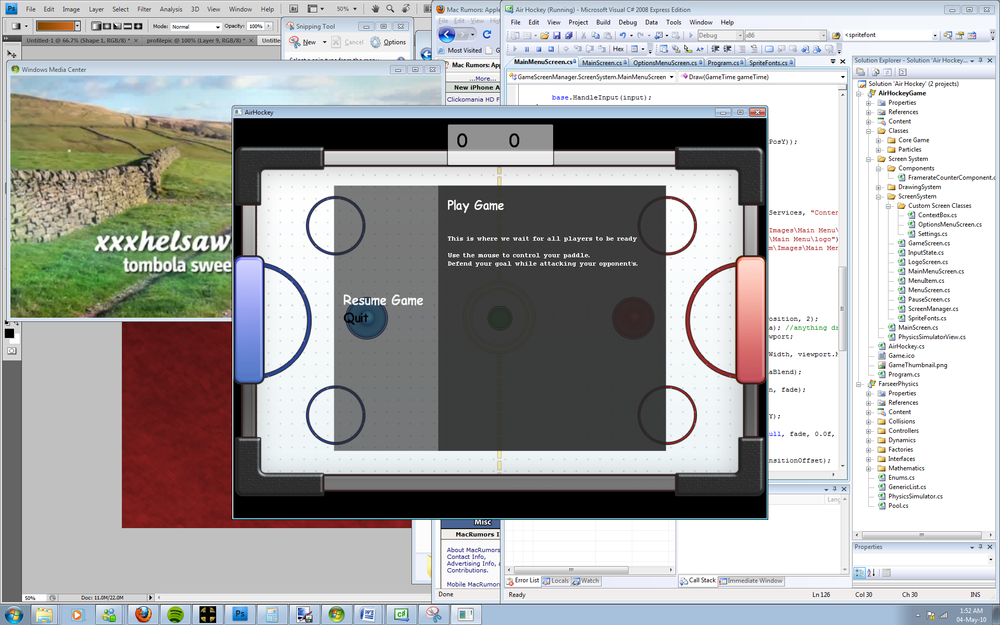 File Edit Image Layer Select Filter Analysis 3D View Window Help
Br
50%
Mode: Normal Opacity: 100%
Untitled-1 @ 66.7% (Shape 1, RGB/8) * profilepic @ 100% (Layer 9, RGB/8) *
Snipping Tool
New Cancel Options
Mac Rumors: Apple
File Edit View
Most Visited
Mac Rumors: App
...More...
New iPhone A
Clickomania HD F
Air Hockey (Running) - Microsoft Visual C# 2008 Express Edition
File Edit View Project Build Debug Data Tools Window Help
Debug x86 <spritefont
Hex
MainMenuScreen.cs MainScreen.cs OptionsMenuScreen.cs Program.cs SpriteFonts.cs
GameScreenManager.ScreenSystem.MainMenuScreen Draw(GameTime gameTime)
base.HandleInput(input);
PosY));
Services, "Conten
Images\Main Menu\
\Main Menu\logo")
m\Images\Main Men
osition, 2);
a); //anything dr
wport;
Width, viewport.H
aBlend);
n, fade);
Y);
ull, fade, 0.0f,
nsitionOffset);
Windows Media Center
xxxhelsaw
tombola swee
AirHockey
0 0
Play Game
This is where we wait for all players to be ready
Use the mouse to control your paddle.
Defend your goal while attacking your opponent's.
Resume Game
Quit
Solution Explorer - Solution 'Air Hockey...
Solution 'Air Hockey' (2 projects)
AirHockeyGame
Properties
References
Content
Classes
Core Game
Particles
Screen System
Components
FramerateCounterComponent.c
DrawingSystem
ScreenSystem
Custom Screen Classes
ContextBox.cs
OptionsMenuScreen.cs
Settings.cs
GameScreen.cs
InputState.cs
LogoScreen.cs
MainMenuScreen.cs
MenuItem.cs
MenuScreen.cs
PauseScreen.cs
ScreenManager.cs
SpriteFonts.cs
MainScreen.cs
PhysicsSimulatorView.cs
AirHockey.cs
Game.ico
GameThumbnail.png
Program.cs
FarseerPhysics
Properties
References
Content
Collisions
Controllers
Dynamics
Factories
Interfaces
Mathematics
Enums.cs
GenericList.cs
PhysicsSimulator.cs
Pool.cs
Properties
Misc
MacRumors I
About MacRumors
Contact Info,
Advertising Info, a
Contributions.
Mobile MacRumors
Done
Lang
Error List Locals Watch
Call Stack Immediate Window
Ready Ln 126 Col 30 Ch 30 INS
50% Doc: 11.0M/22.0M
1:52 AM
04-May-10